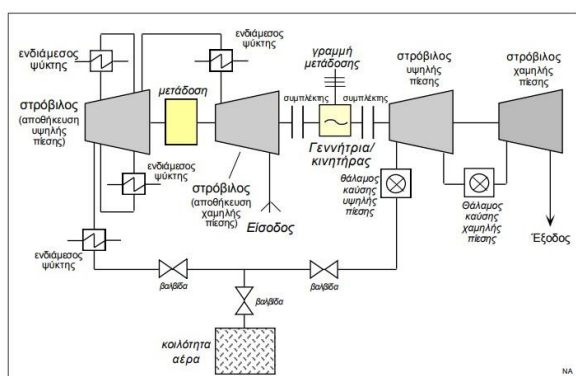 ενδιάμεσος
ψύκτης
ενδιάμεσος
ψύκτης
γραμμή
μετάδοσης
στρόβιλος
υψηλής
πίεσης
στρόβιλος
χαμηλής
πίεσης
στρόβιλος
(αποθήκευση
υψηλής
πίεσης)
μετάδοση
συμπλέκτης
συμπλέκτης
Γεννήτρια/
κινητήρας
ενδιάμεσος
ψύκτης
στρόβιλος
(αποθήκευση
χαμηλής
πίεσης)
Είσοδος
θάλαμος
καύσης
υψηλής
πίεσης
Θάλαμος
καύσης
χαμηλής
πίεσης
Έξοδος
ενδιάμεσος
ψύκτης
βαλβίδα
βαλβίδα
βαλβίδα
κοιλότητα
αέρα
NA